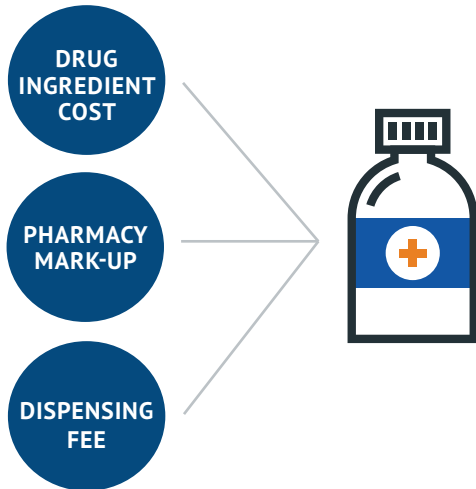 DRUG
INGREDIENT
COST
PHARMACY
MARK-UP
DISPENSING
FEE